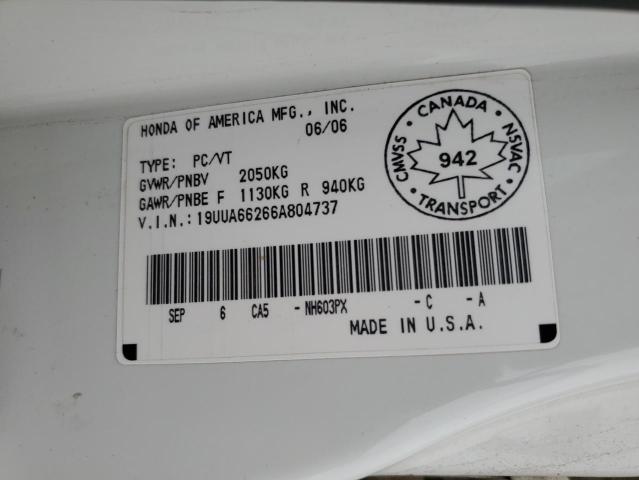 HONDA OF AMERICA MFG., INC.
06/06
TYPE: PC/VT
GVWR/PNBV 2050KG
GAWR/PNBE F 1130KG R 940KG
V.I.N.: 19UUA66266A804737
CANADA
CMVSS
942
NSVAC
TRANSPORT
SEP 6 CA5 - NH603PX - C - A
MADE IN U.S.A.